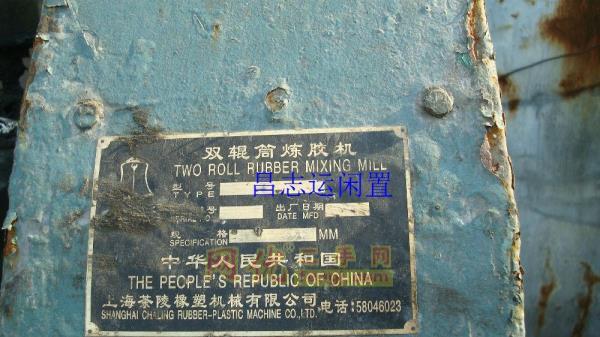 双辊筒炼胶机
TWO ROLL RUBBER MIXING MILL
型号
TYPE
昌志运闲置
号 出厂日期
DATE MFD
规格 MM
SPECIFICATION
中华人民共和国
THE PEOPLE'S REPUBLIC OF CHINA
上海茶陵橡塑机械有限公司 电话:58046023
SHANGHAI CHALING RUBBER-PLASTIC MACHINE CO.,LTD.